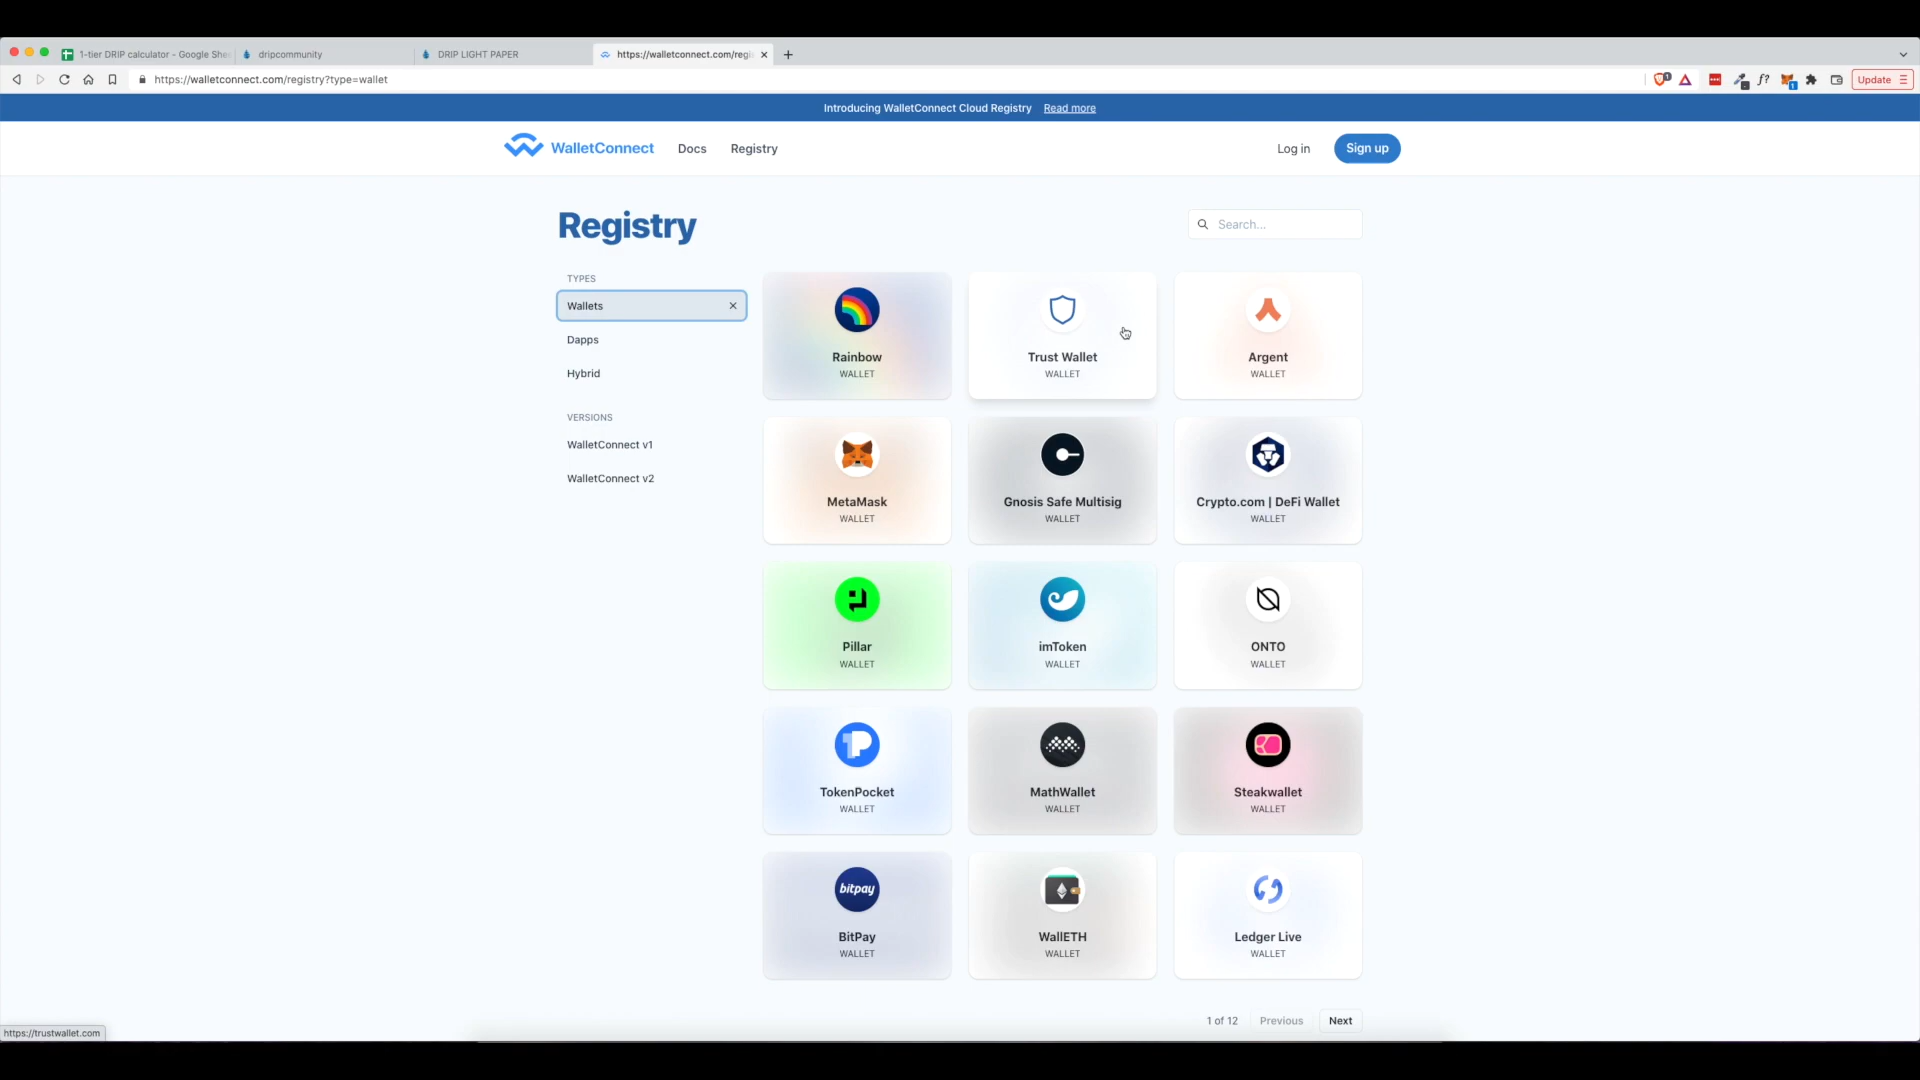 1-tier DRIP calculator - Google She
dripcommunity
DRIP LIGHT PAPER
https://walletconnect.com/regi
https://walletconnect.com/registry?type=wallet
1
f?
1
Update
Introducing WalletConnect Cloud Registry Read more
WalletConnect
Docs
Registry
Log in
Sign up
Registry
Search...
TYPES
Wallets
Dapps
Hybrid
VERSIONS
WalletConnect v1
WalletConnect v2
Rainbow
WALLET
Trust Wallet
WALLET
Argent
WALLET
MetaMask
WALLET
Gnosis Safe Multisig
WALLET
Crypto.com | DeFi Wallet
WALLET
Pillar
WALLET
imToken
WALLET
ONTO
WALLET
TokenPocket
WALLET
MathWallet
WALLET
Steakwallet
WALLET
bitpay
BitPay
WALLET
WallETH
WALLET
Ledger Live
WALLET
1 of 12
Previous
Next
https://trustwallet.com